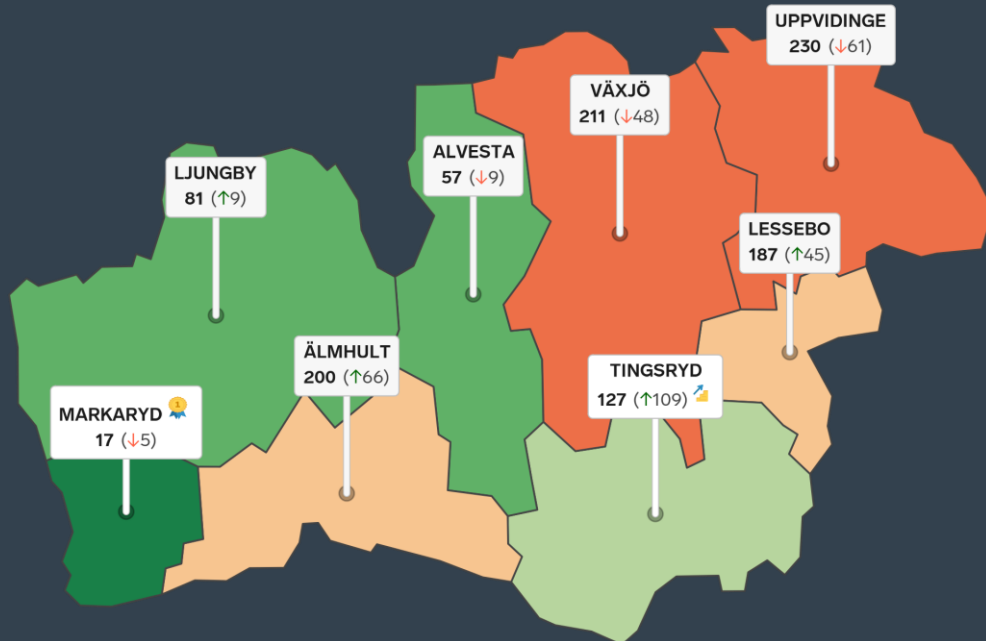 UPPVIDINGE
230 (↓61)
VÄXJÖ
211 (↓48)
ALVESTA
57 (↓9)
LJUNGBY
81 (↑9)
LESSEBO
187 (↑45)
ÄLMHULT
200 (↑66)
TINGSRYD
127 (↑109)
MARKARYD 1
17 (↓5)